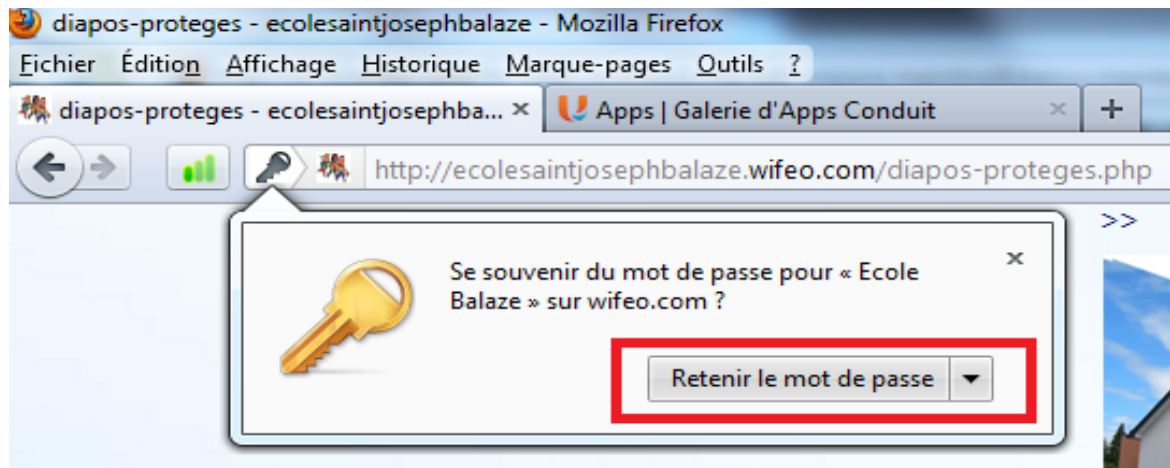 diapos-proteges - ecolesaintjosephbalaze - Mozilla Firefox
Fichier Édition Affichage Historique Marque-pages Outils ?
diapos-proteges - ecolesaintjosephba... × Apps | Galerie d'Apps Conduit × +
http://ecolesaintjosephbalaze.wifeo.com/diapos-proteges.php
>>
Se souvenir du mot de passe pour « Ecole ×
Balaze » sur wifeo.com ?
Retenir le mot de passe